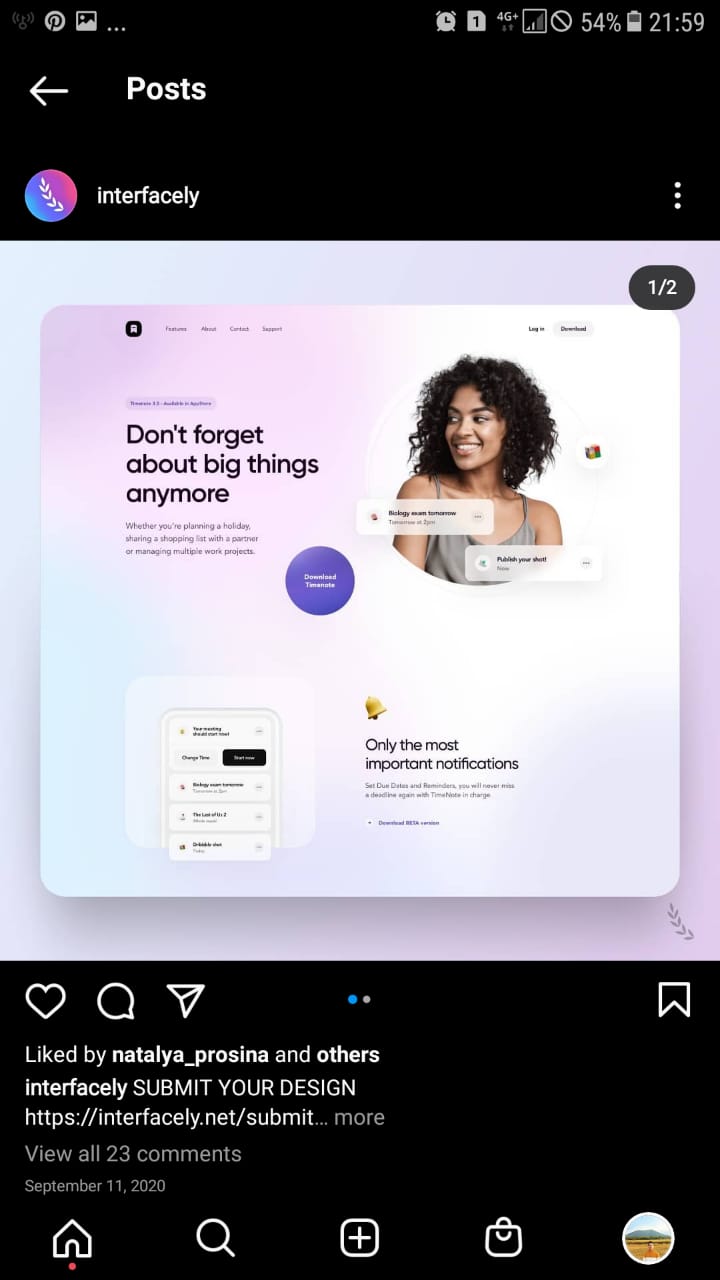 4G+ 54% 21:59
Posts
interfacely
1/2
Features About Contact Support Log in Download
Timenote 3.5 - Available in AppStore
Don't forget
about big things
anymore
Whether you're planning a holiday,
sharing a shopping list with a partner
or managing multiple work projects.
Download
Timenote
Biology exam tomorrow
Tomorrow at 2pm
Publish your shot!
Now
Your meeting
should start now!
Change Time Start now
Biology exam tomorrow
Tomorrow at 2pm
The Last of Us 2
Dribbble shot
Today
Only the most
important notifications
Set Due Dates and Reminders, you will never miss
a deadline again with TimeNote in charge
Download BETA version
Liked by natalya_prosina and others
interfacely SUBMIT YOUR DESIGN
https://interfacely.net/submit... more
View all 23 comments
September 11, 2020